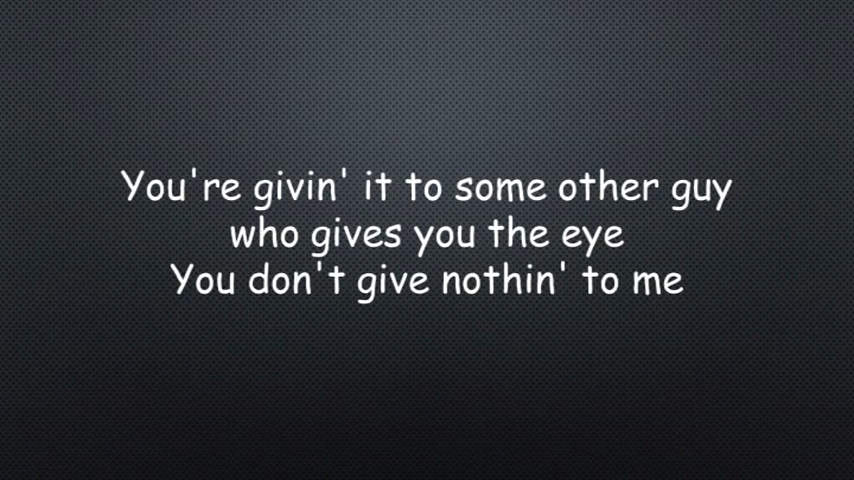 You're givin' it to some other guy
who gives you the eye
You don't give nothin' to me